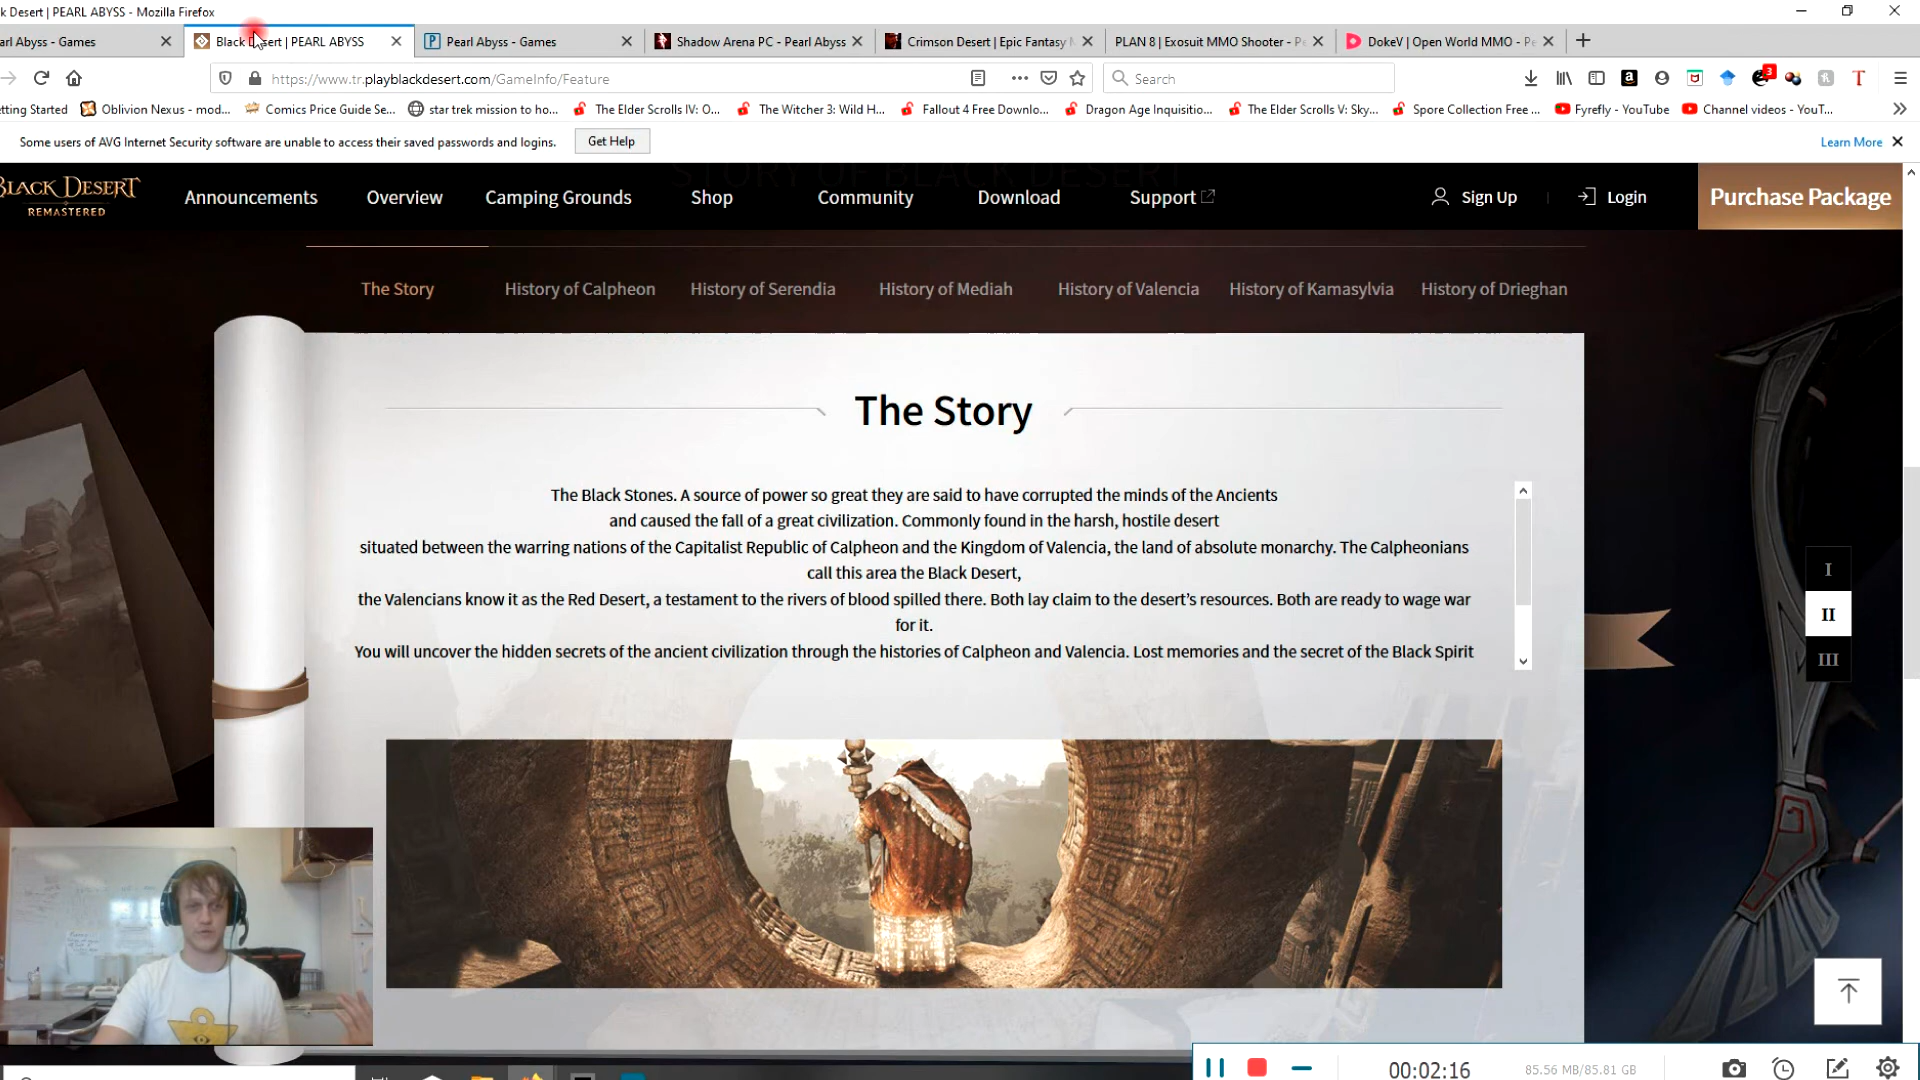 k Desert | PEARL ABYSS - Mozilla Firefox
arl Abyss - Games
Black Desert | PEARL ABYSS
Pearl Abyss - Games
Shadow Arena PC - Pearl Abyss
Crimson Desert | Epic Fantasy
PLAN 8 | Exosuit MMO Shooter - Pe
DokeV | Open World MMO - Pe
https://www.tr.playblackdesert.com/GameInfo/Feature
Search
3
etting Started
Oblivion Nexus - mod...
Comics Price Guide Se...
star trek mission to ho...
The Elder Scrolls IV: O...
The Witcher 3: Wild H...
Fallout 4 Free Downlo...
Dragon Age Inquisitio...
The Elder Scrolls V: Sky...
Spore Collection Free ...
Fyrefly - YouTube
Channel videos - YouT...
Some users of AVG Internet Security software are unable to access their saved passwords and logins.
Get Help
Learn More
STORY OF BLACK DESERT
BLACK DESERT
REMASTERED
Announcements
Overview
Camping Grounds
Shop
Community
Download
Support
Sign Up
Login
Purchase Package
The Story
History of Calpheon
History of Serendia
History of Mediah
History of Valencia
History of Kamasylvia
History of Drieghan
The Story
The Black Stones. A source of power so great they are said to have corrupted the minds of the Ancients
and caused the fall of a great civilization. Commonly found in the harsh, hostile desert
situated between the warring nations of the Capitalist Republic of Calpheon and the Kingdom of Valencia, the land of absolute monarchy. The Calpheonians
call this area the Black Desert,
the Valencians know it as the Red Desert, a testament to the rivers of blood spilled there. Both lay claim to the desert's resources. Both are ready to wage war
for it.
You will uncover the hidden secrets of the ancient civilization through the histories of Calpheon and Valencia. Lost memories and the secret of the Black Spirit
I
II
III
00:02:16
85.56 MB/85.81 GB